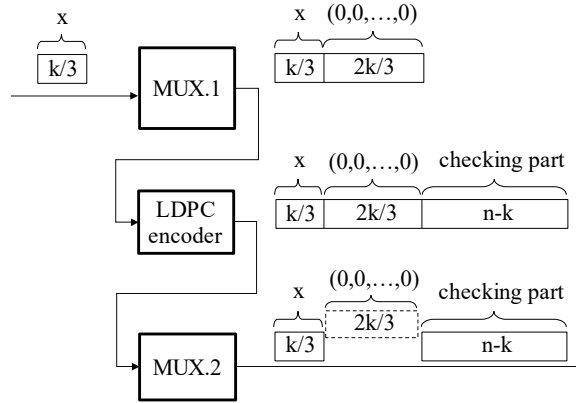 x
k/3
MUX.1
x (0,0,…,0)
k/3 2k/3
LDPC
encoder
x (0,0,…,0) checking part
k/3 2k/3 n-k
MUX.2
(0,0,…,0)
x checking part
2k/3
k/3 n-k